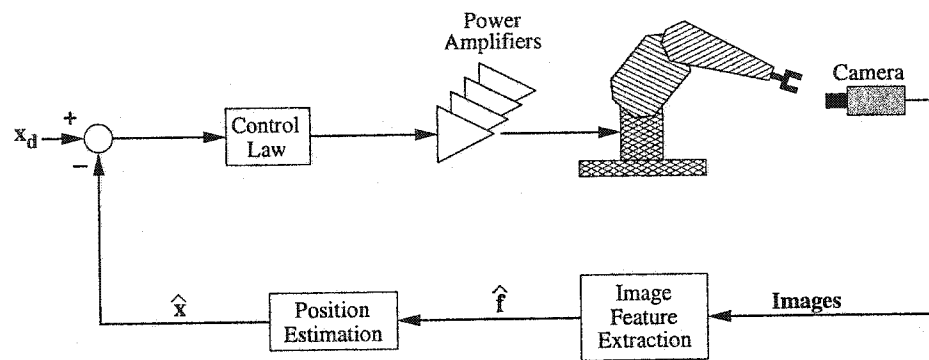 Power
Amplifiers
Camera
+
x_d
−
Control
Law
x̂
Position
Estimation
f̂
Image
Feature
Extraction
Images